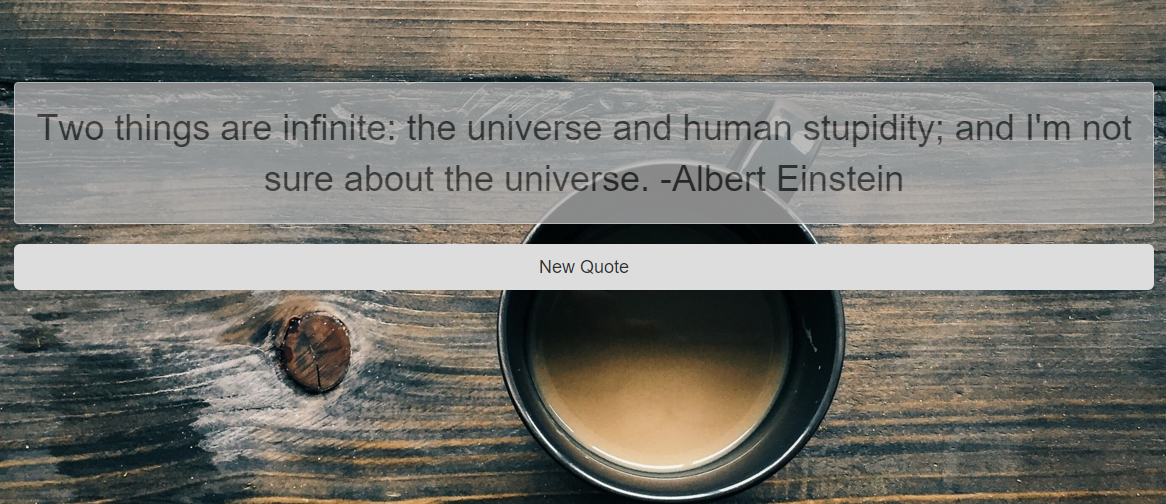 Two things are infinite: the universe and human stupidity; and I'm not
sure about the universe. -Albert Einstein
New Quote